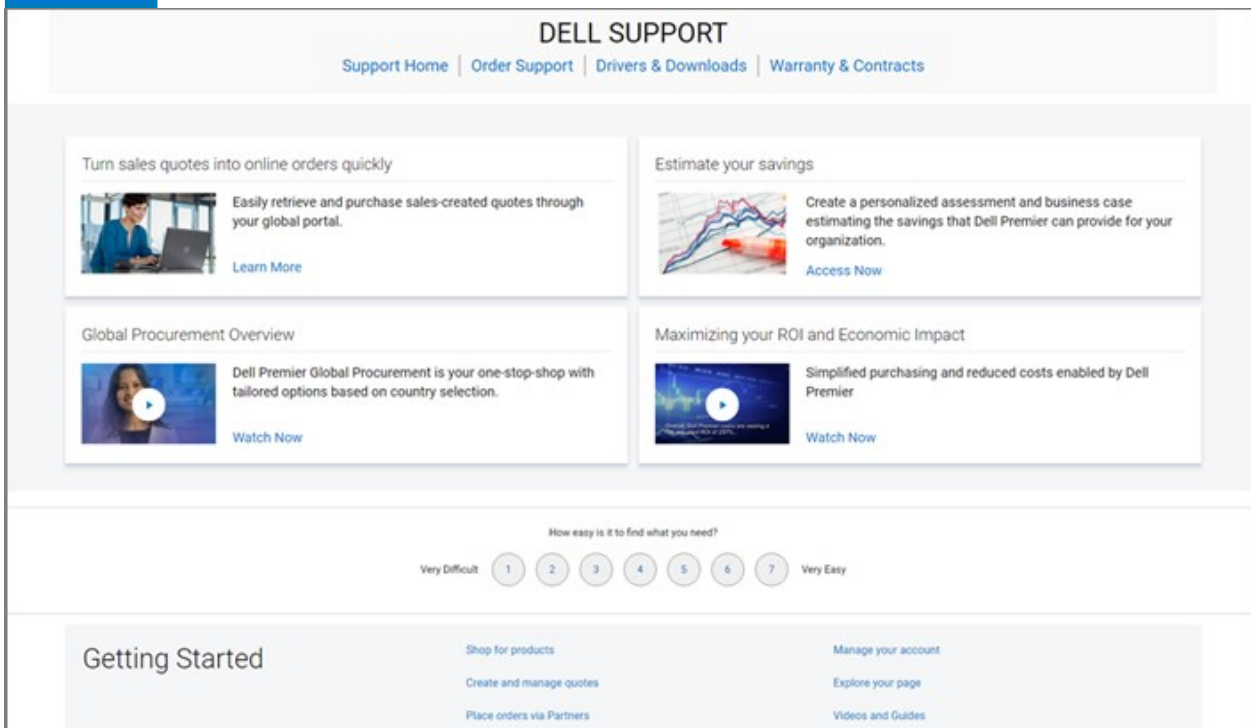 DELL SUPPORT
Support Home | Order Support | Drivers & Downloads | Warranty & Contracts
Turn sales quotes into online orders quickly
Easily retrieve and purchase sales-created quotes through
your global portal.
Learn More
Estimate your savings
Create a personalized assessment and business case
estimating the savings that Dell Premier can provide for your
organization.
Access Now
Global Procurement Overview
Dell Premier Global Procurement is your one-stop-shop with
tailored options based on country selection.
Watch Now
Maximizing your ROI and Economic Impact
Simplified purchasing and reduced costs enabled by Dell
Premier
Watch Now
How easy is it to find what you need?
Very Difficult 1 2 3 4 5 6 7 Very Easy
Getting Started
Shop for products
Create and manage quotes
Place orders via Partners
Manage your account
Explore your page
Videos and Guides